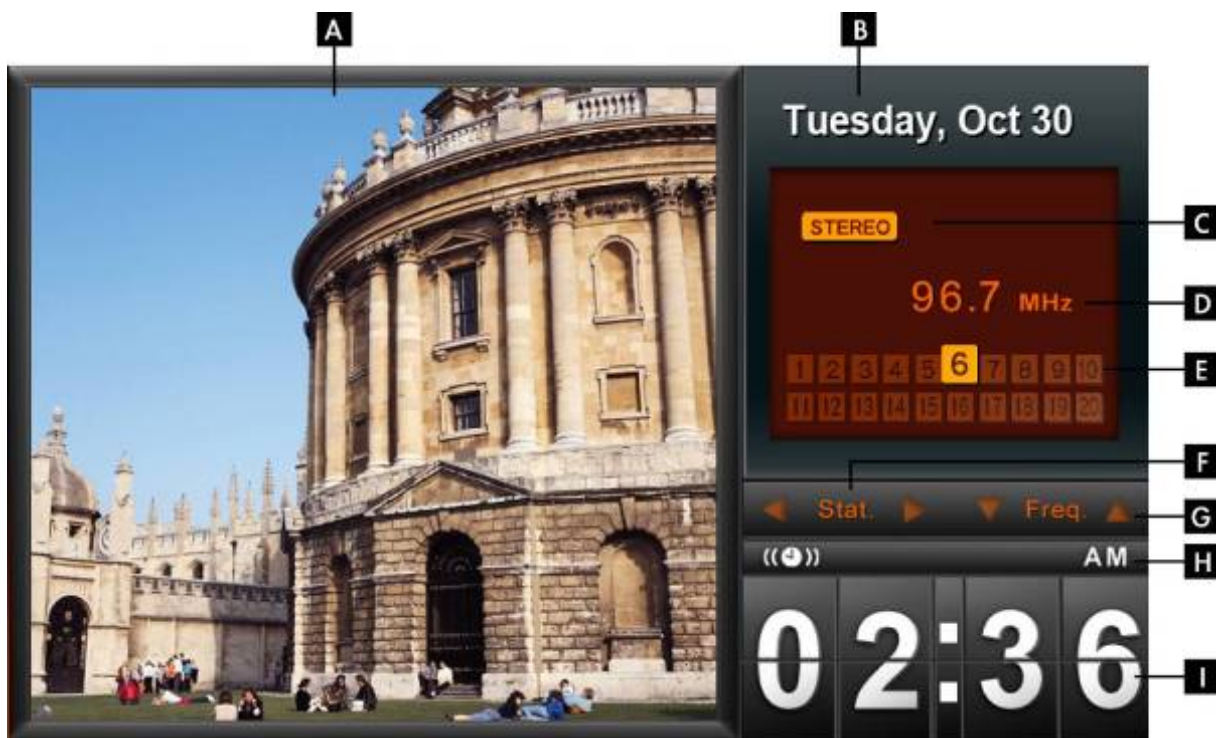 A
B
Tuesday, Oct 30
STEREO
C
96.7 MHz
D
1 2 3 4 5 6 7 8 9 10
E
11 12 13 14 15 16 17 18 19 20
F
Stat. Freq.
G
AM
H
02:36
I